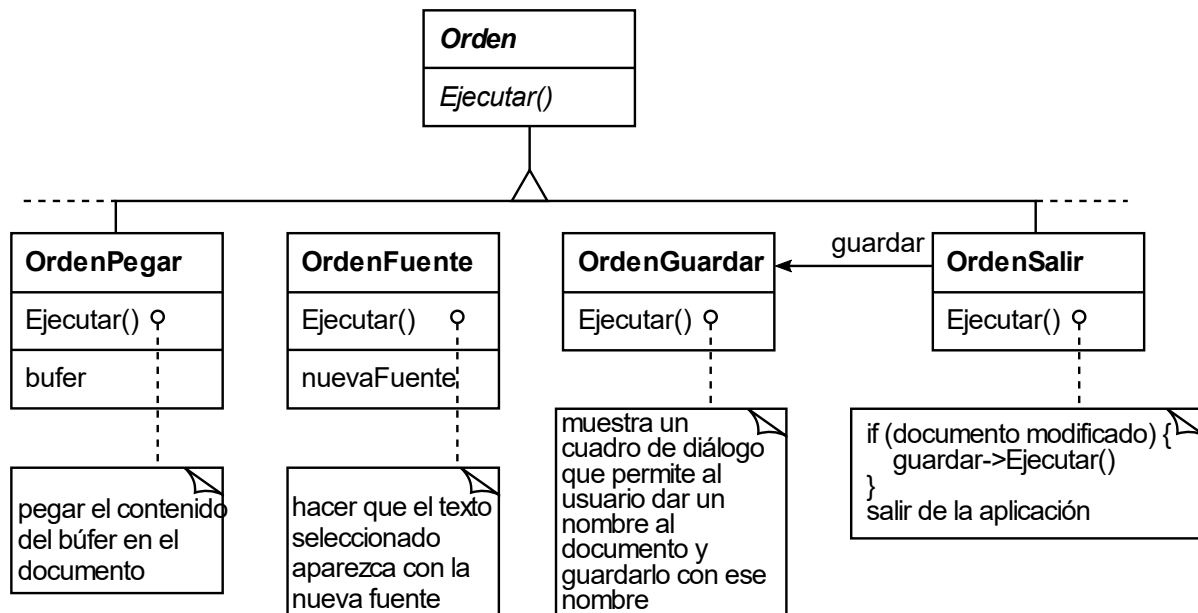 Orden
Ejecutar()
guardar
OrdenPegar
Ejecutar()
bufer
OrdenFuente
Ejecutar()
nuevaFuente
OrdenGuardar
Ejecutar()
OrdenSalir
Ejecutar()
pegar el contenido
del búfer en el
documento
hacer que el texto
seleccionado
aparezca con la
nueva fuente
muestra un
cuadro de diálogo
que permite al
usuario dar un
nombre al
documento y
guardarlo con ese
nombre
if (documento modificado) {
guardar->Ejecutar()
}
salir de la aplicación